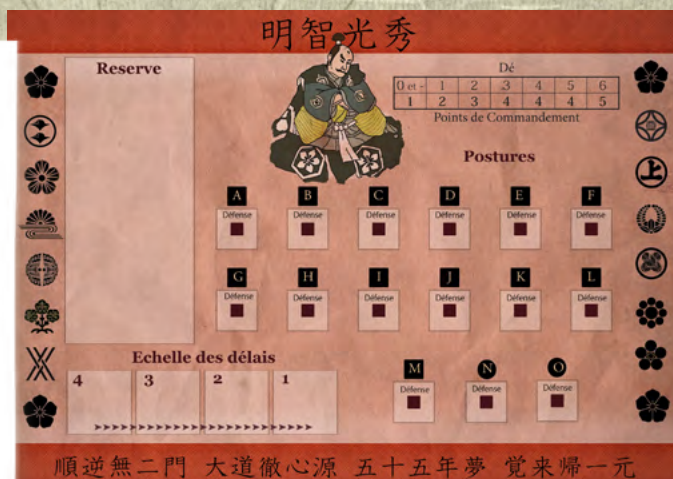 明智光秀
Reserve
Dé
0 et - 1 2 3 4 5 6
1 2 3 4 4 4 5
Points de Commandement
Postures
A B C D E F
Défense Défense Défense Défense Défense Défense
G H I J K L
Défense Défense Défense Défense Défense Défense
Echelle des délais
4 3 2 1
M N O
Défense Défense Défense
順逆無二門 大道徹心源 五十五年夢 覚来帰一元